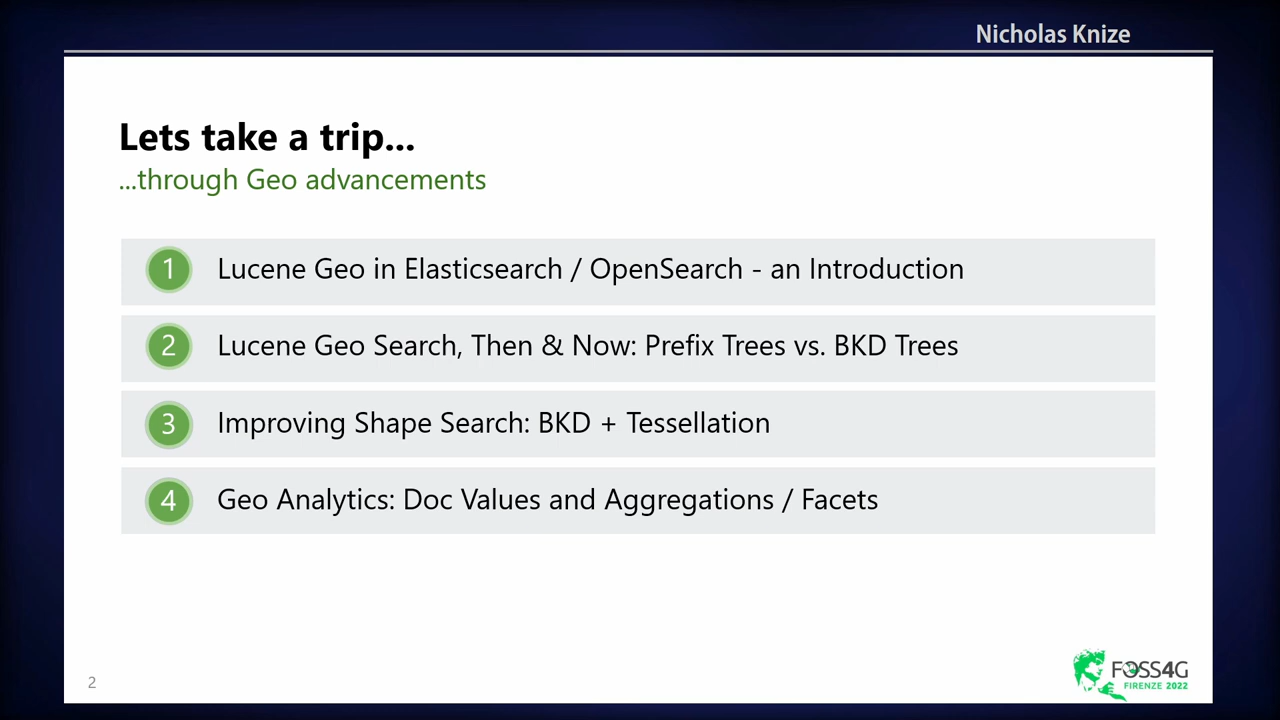 Nicholas Knize
Lets take a trip...
...through Geo advancements
1 Lucene Geo in Elasticsearch / OpenSearch - an Introduction
2 Lucene Geo Search, Then & Now: Prefix Trees vs. BKD Trees
3 Improving Shape Search: BKD + Tessellation
4 Geo Analytics: Doc Values and Aggregations / Facets
2
FOSS4G
FIRENZE 2022